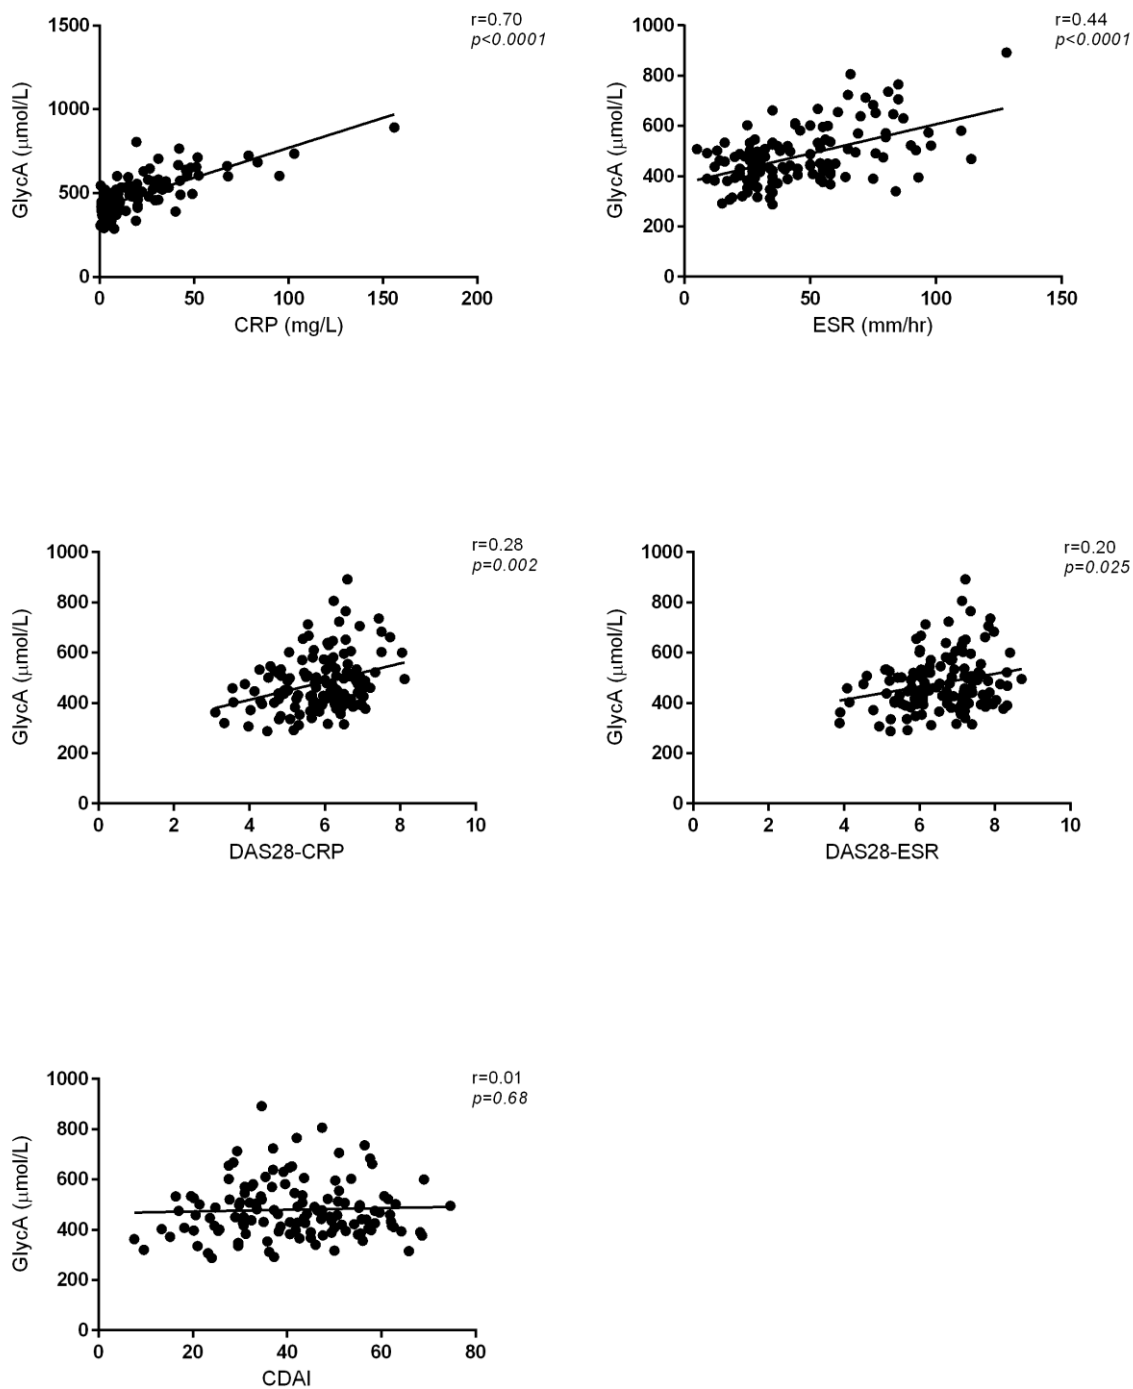 r=0.70
p<0.0001
GlycA (μmol/L)
1500
1000
500
0
0 50 100 150 200
CRP (mg/L)
r=0.44
p<0.0001
GlycA (μmol/L)
1000
800
600
400
200
0
0 50 100 150
ESR (mm/hr)
r=0.28
p=0.002
GlycA (μmol/L)
1000
800
600
400
200
0
0 2 4 6 8 10
DAS28-CRP
r=0.20
p=0.025
GlycA (μmol/L)
1000
800
600
400
200
0
0 2 4 6 8 10
DAS28-ESR
r=0.01
p=0.68
GlycA (μmol/L)
1000
800
600
400
200
0
0 20 40 60 80
CDAI